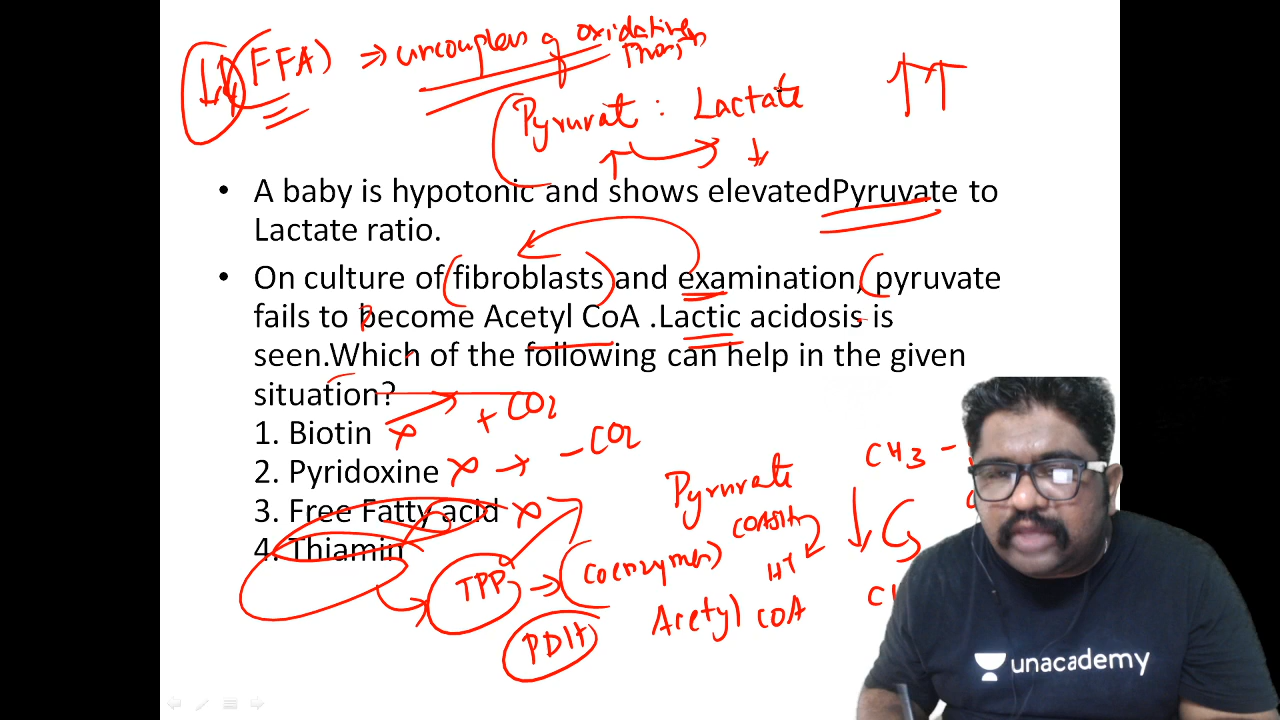 (FFA) ⇒ uncouplers of oxidative
Pyruvat : Lactate ↑↑
• A baby is hypotonic and shows elevatedPyruvate to
Lactate ratio.
• On culture of fibroblasts and examination, pyruvate
fails to become Acetyl CoA .Lactic acidosis is
seen.Which of the following can help in the given
situation?
+ CO2
1. Biotin
- CO2
2. Pyridoxine
Pyruvate CH3 -
3. Free Fatty acid
COASH
4. Thiamin
TPP → (coenzymes)
Acetyl COA
PDH
unacademy